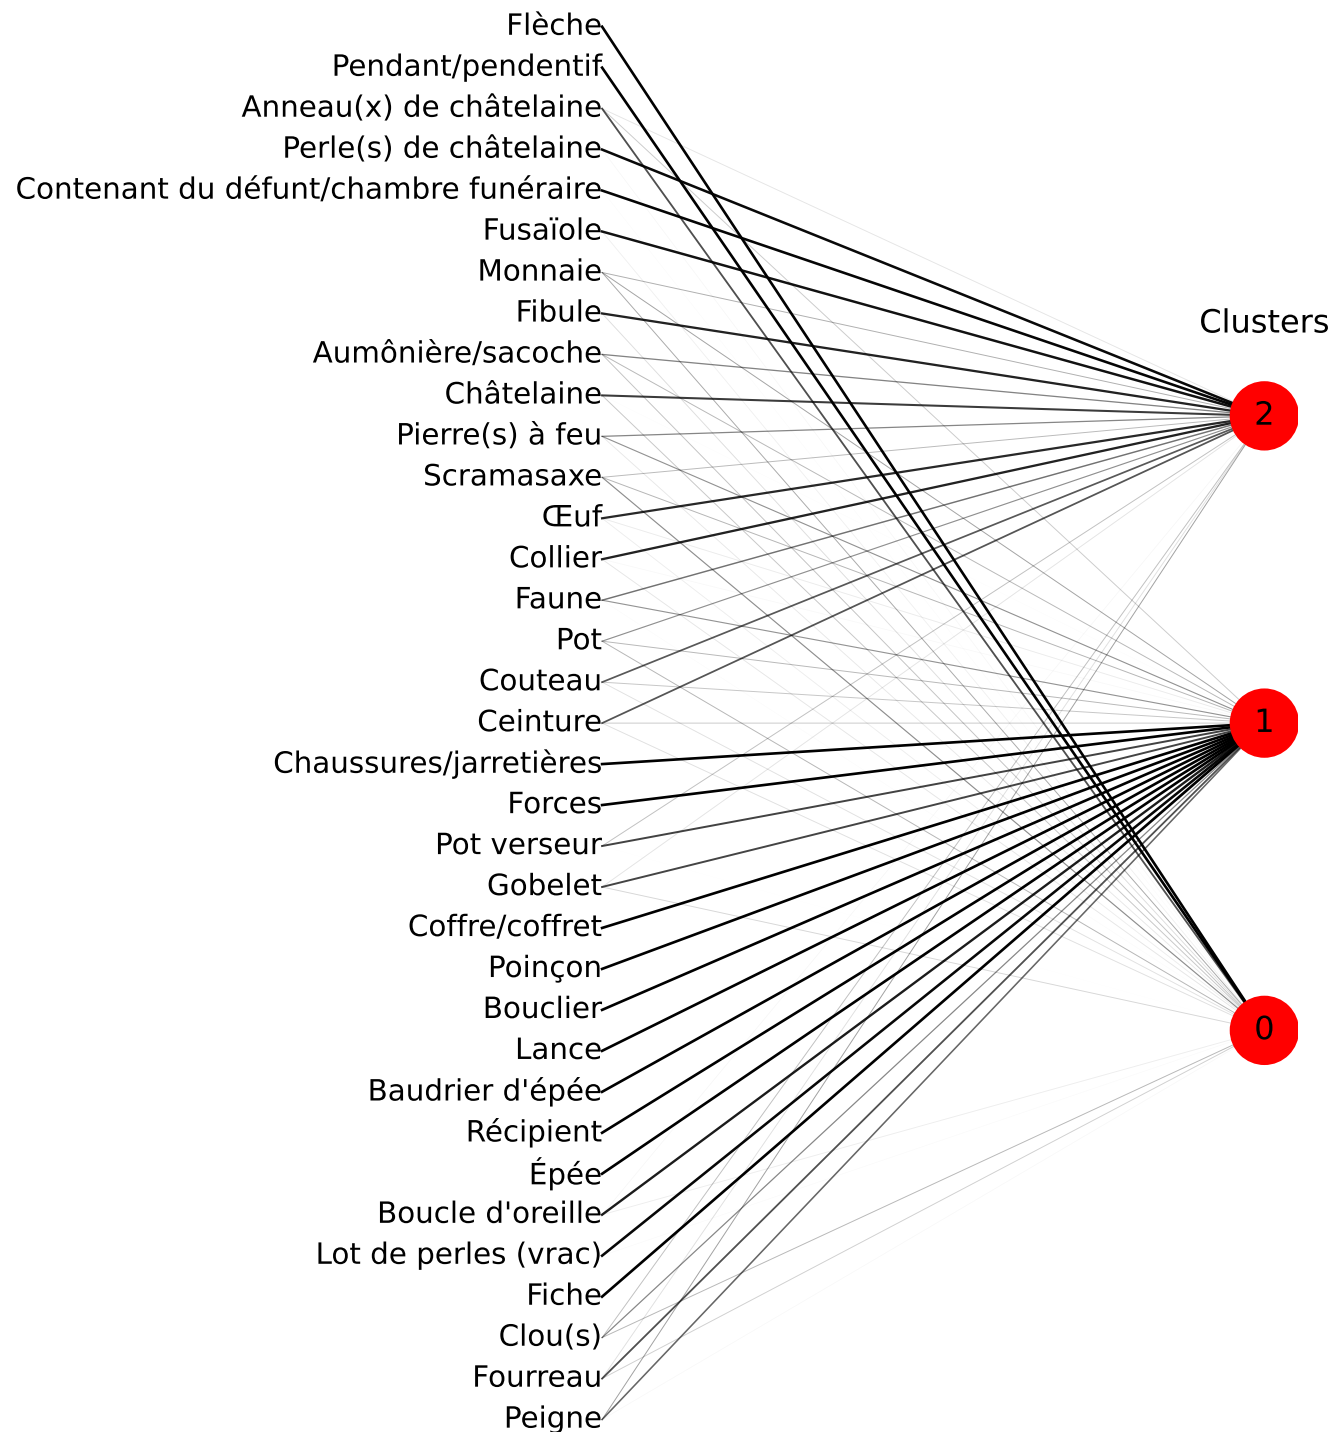 Flèche
Pendant/pendentif
Anneau(x) de châtelaine
Perle(s) de châtelaine
Contenant du défunt/chambre funéraire
Fusaïole
Monnaie
Fibule
Clusters
Aumônière/sacoche
Châtelaine
2
Pierre(s) à feu
Scramasaxe
Œuf
Collier
Faune
Pot
Couteau
Ceinture
1
Chaussures/jarretières
Forces
Pot verseur
Gobelet
Coffre/coffret
Poinçon
Bouclier
0
Lance
Baudrier d'épée
Récipient
Épée
Boucle d'oreille
Lot de perles (vrac)
Fiche
Clou(s)
Fourreau
Peigne